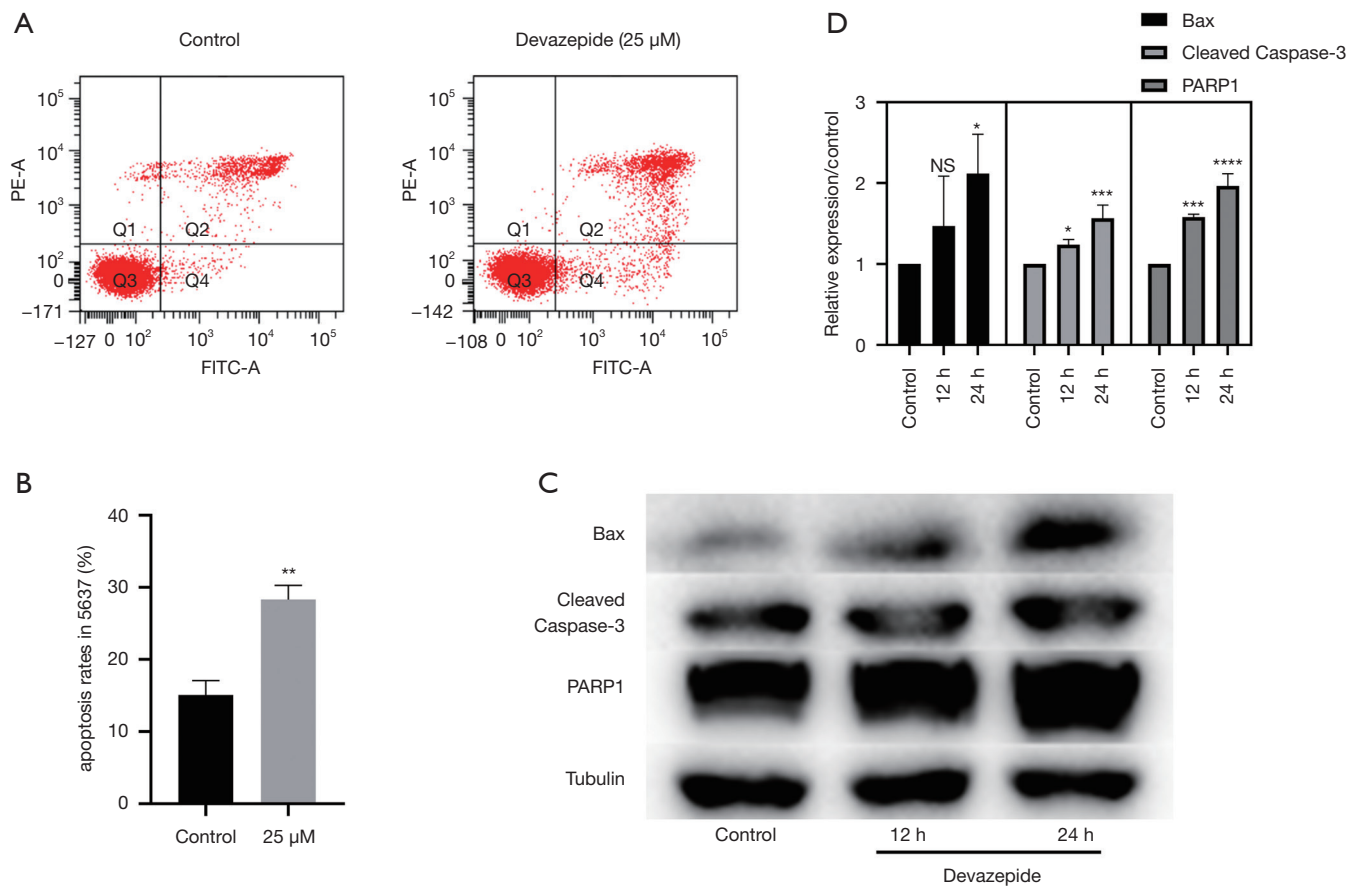 A
Control
Devazepide (25 μM)
PE-A
10⁵
10⁴
10³
10²
0
−171
Q1
Q2
Q3
Q4
−127 0 10² 10³ 10⁴ 10⁵
FITC-A
PE-A
10⁵
10⁴
10³
10²
0
−142
Q1
Q2
Q3
Q4
−108 0 10² 10³ 10⁴ 10⁵
FITC-A
D
Bax
Cleaved Caspase-3
PARP1
Relative expression/control
3
2
1
0
NS
*
*
***
***
****
Control
12 h
24 h
Control
12 h
24 h
Control
12 h
24 h
B
apoptosis rates in 5637 (%)
40
30
20
10
0
**
Control
25 μM
C
Bax
Cleaved
Caspase-3
PARP1
Tubulin
Control 12 h 24 h
Devazepide